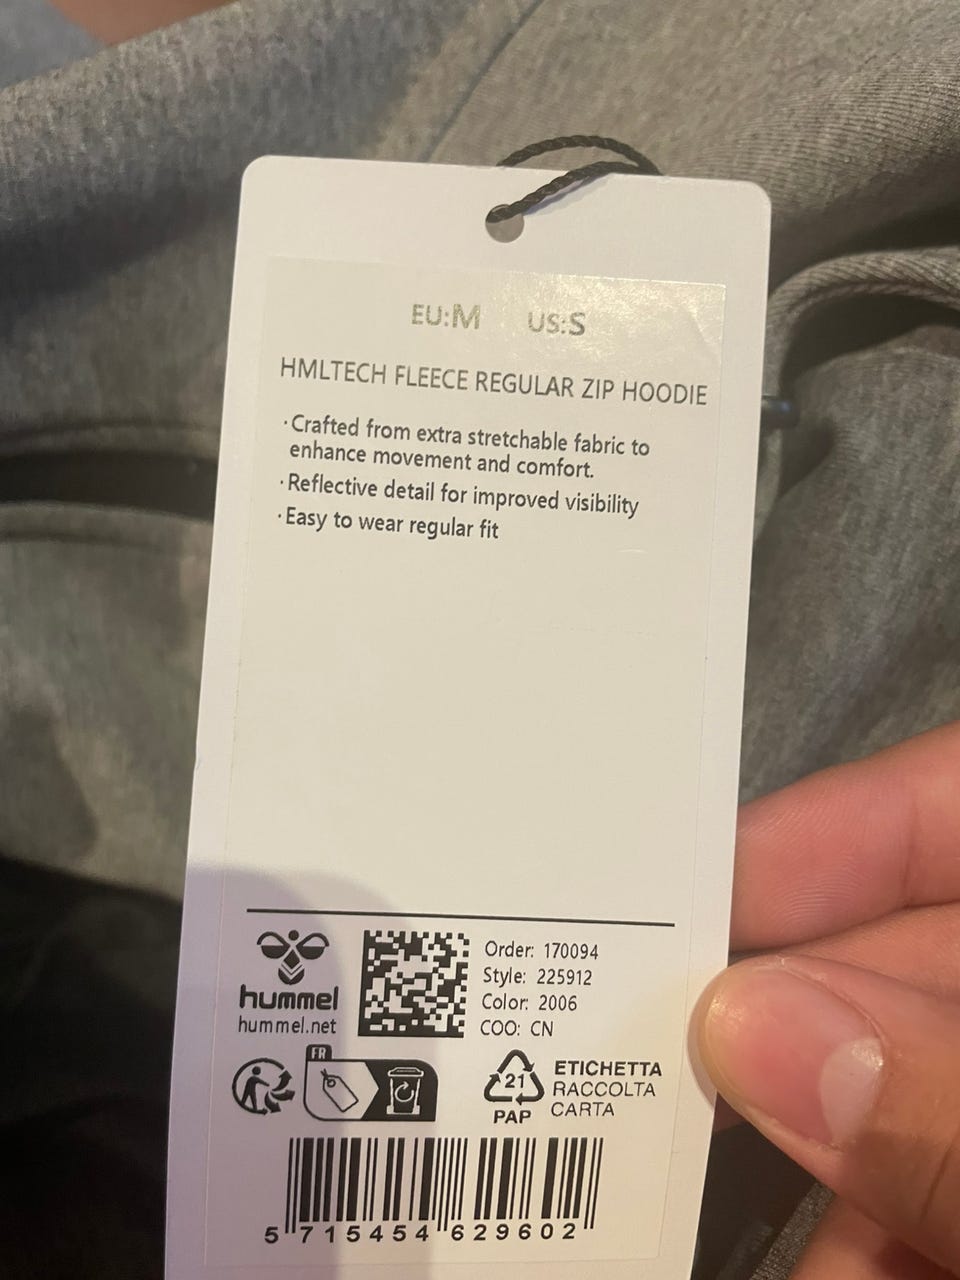 EU:M US:S
HMLTECH FLEECE REGULAR ZIP HOODIE
·Crafted from extra stretchable fabric to
enhance movement and comfort.
·Reflective detail for improved visibility
·Easy to wear regular fit
hummel
hummel.net
Order: 170094
Style: 225912
Color: 2006
COO: CN
FR
21
PAP
ETICHETTA
RACCOLTA
CARTA
5 715454 629602